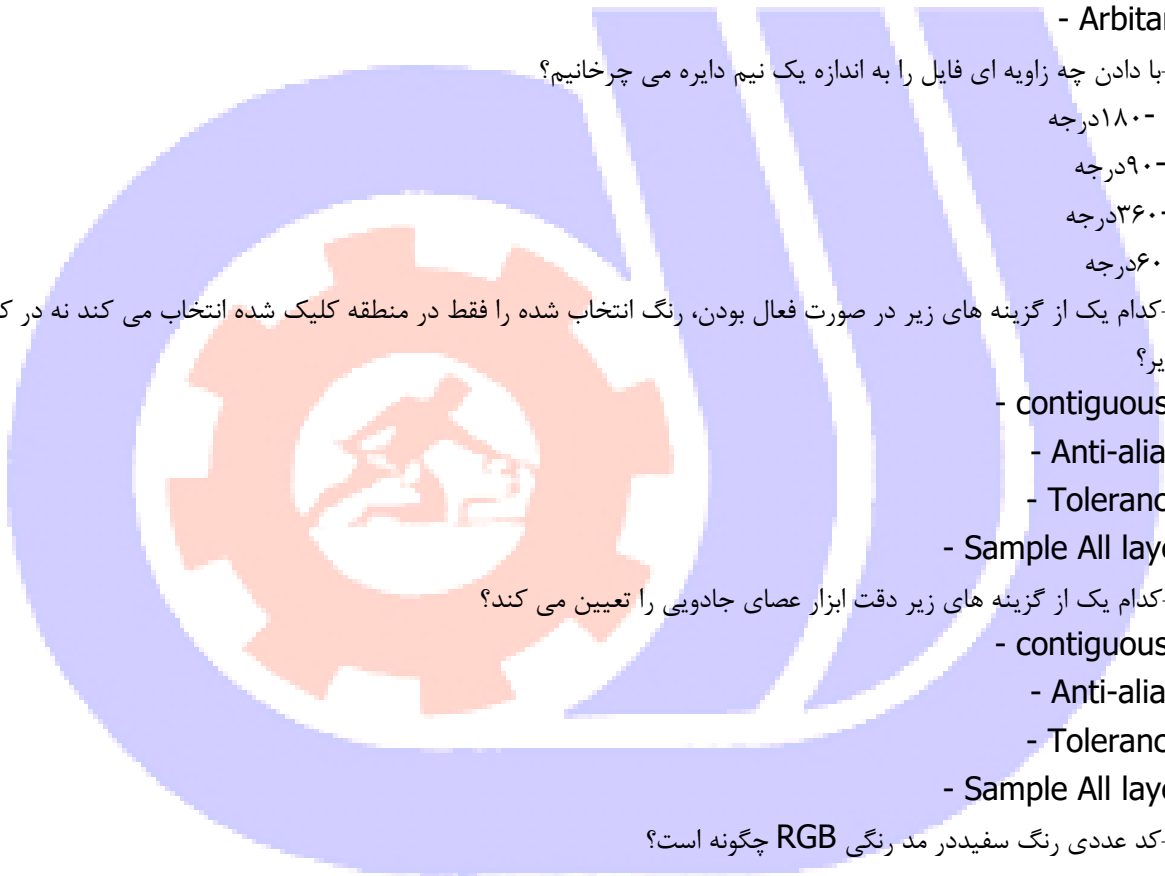 - Arbitar
-با دادن چه زاویه ای فایل را به اندازه یک نیم دایره می چرخانیم؟
-۱۸۰درجه
-۹۰درجه
-۳۶۰درجه
۶۰درجه
-کدام یک از گزینه های زیر در صورت فعال بودن، رنگ انتخاب شده را فقط در منطقه کلیک شده انتخاب می کند نه در ک
یر؟
- contiguous
- Anti-alia
- Toleranc
- Sample All laye
-کدام یک از گزینه های زیر دقت ابزار عصای جادویی را تعیین می کند؟
- contiguous
- Anti-alia
- Toleranc
- Sample All laye
-کد عددی رنگ سفیددر مد رنگی RGB چگونه است؟